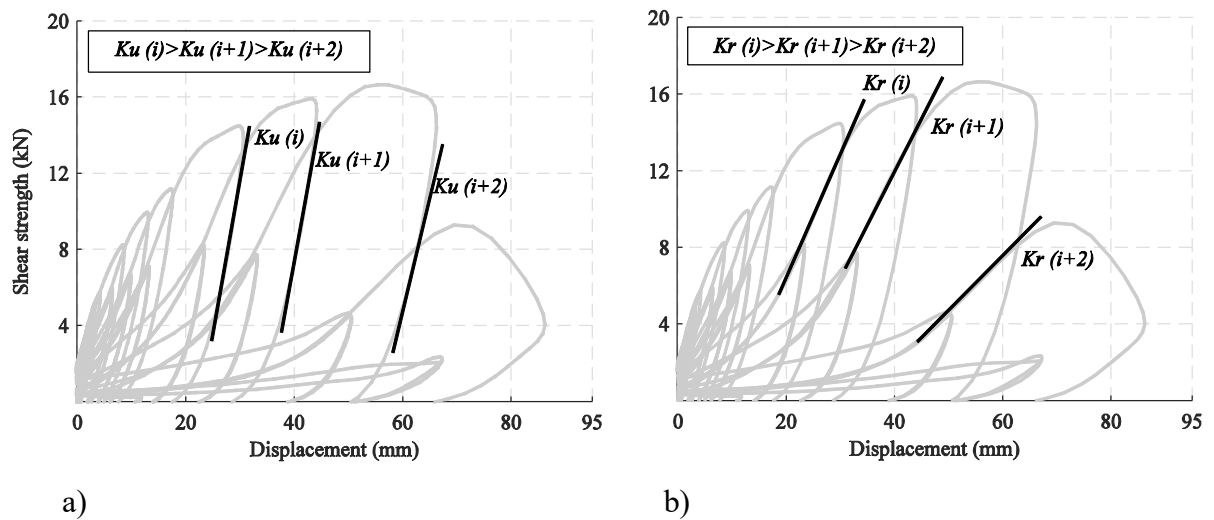 20
16
12
8
4
Shear strength (kN)
Ku (i)>Ku (i+1)>Ku (i+2)
Ku (i)
Ku (i+1)
Ku (i+2)
0
20
40
60
80
95
Displacement (mm)
a)
20
16
12
8
4
Kr (i)>Kr (i+1)>Kr (i+2)
Kr (i)
Kr (i+1)
Kr (i+2)
0
20
40
60
80
95
Displacement (mm)
b)